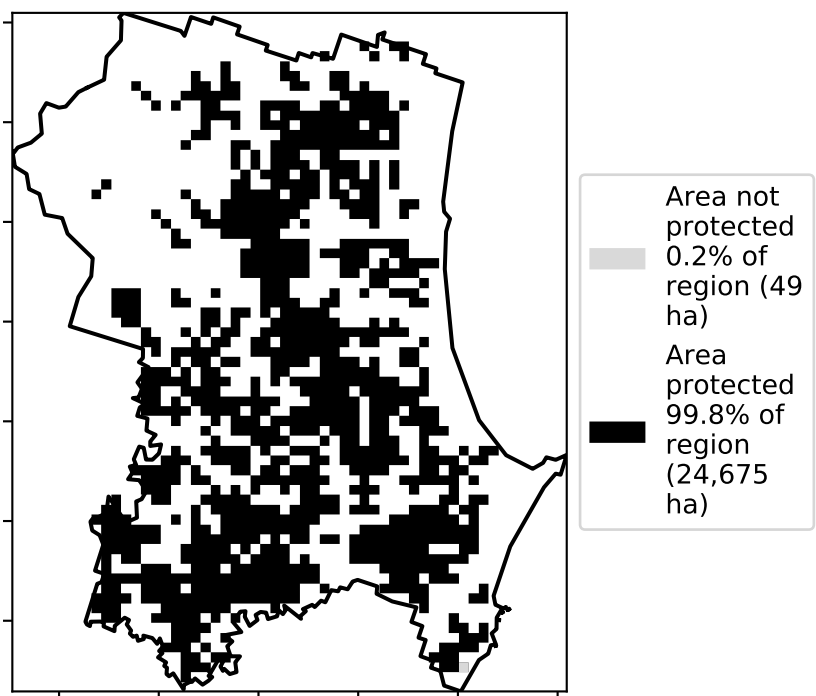 Area not
protected
0.2% of
region (49
ha)
Area
protected
99.8% of
region
(24,675
ha)